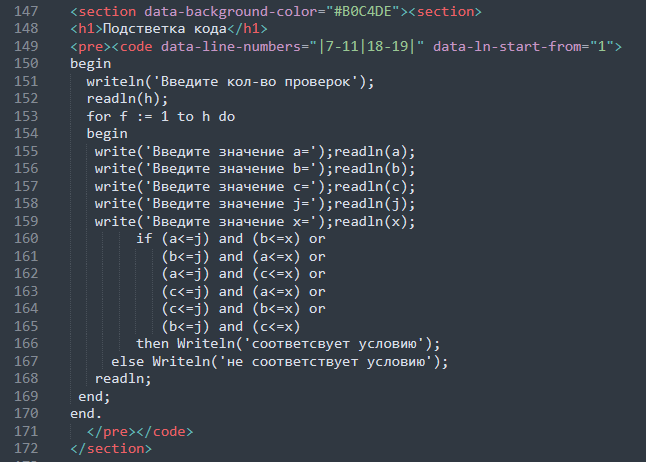 147 <section data-background-color="#B0C4DE"><section>
148 <h1>Подстветка кода</h1>
149 <pre><code data-line-numbers="|7-11|18-19|" data-ln-start-from="1">
150 begin
151 writeln('Введите кол-во проверок');
152 readln(h);
153 for f := 1 to h do
154 begin
155 write('Введите значение a=');readln(a);
156 write('Введите значение b=');readln(b);
157 write('Введите значение c=');readln(c);
158 write('Введите значение j=');readln(j);
159 write('Введите значение x=');readln(x);
160 if (a<=j) and (b<=x) or
161 (b<=j) and (a<=x) or
162 (a<=j) and (c<=x) or
163 (c<=j) and (a<=x) or
164 (c<=j) and (b<=x) or
165 (b<=j) and (c<=x)
166 then Writeln('соответсвует условию');
167 else Writeln('не соответствует условию');
168 readln;
169 end;
170 end.
171 </pre></code>
172 </section>